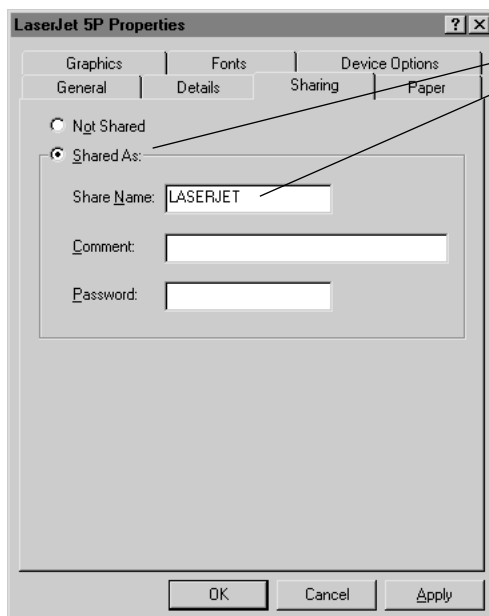 LaserJet 5P Properties
Graphics Fonts Device Options
General Details Sharing Paper
Not Shared
Shared As:
Share Name: LASERJET
Comment:
Password:
OK Cancel Apply